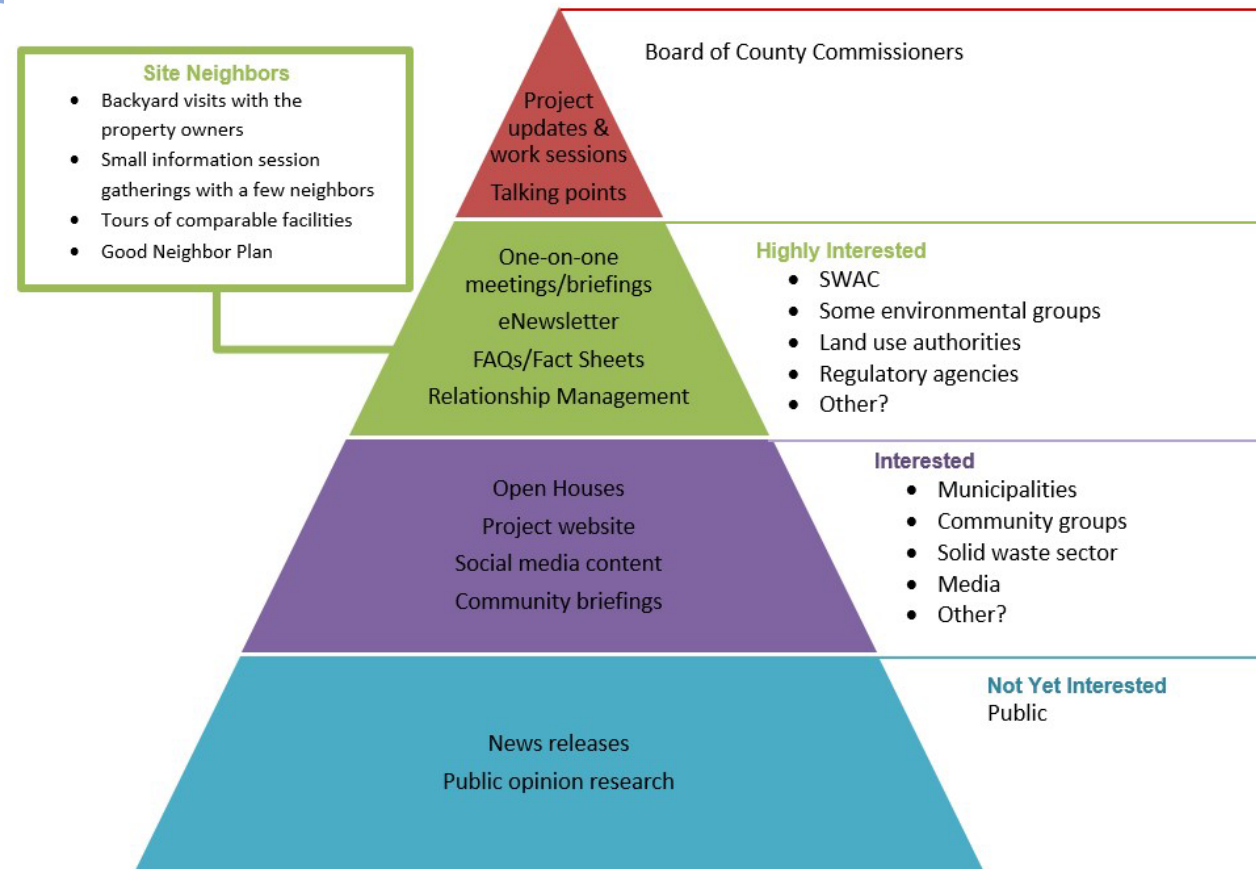 Site Neighbors
• Backyard visits with the
property owners
• Small information session
gatherings with a few neighbors
• Tours of comparable facilities
• Good Neighbor Plan
Board of County Commissioners
Project
updates &
work sessions
Talking points
One-on-one
meetings/briefings
eNewsletter
FAQs/Fact Sheets
Relationship Management
Highly Interested
• SWAC
• Some environmental groups
• Land use authorities
• Regulatory agencies
• Other?
Open Houses
Project website
Social media content
Community briefings
Interested
• Municipalities
• Community groups
• Solid waste sector
• Media
• Other?
News releases
Public opinion research
Not Yet Interested
Public